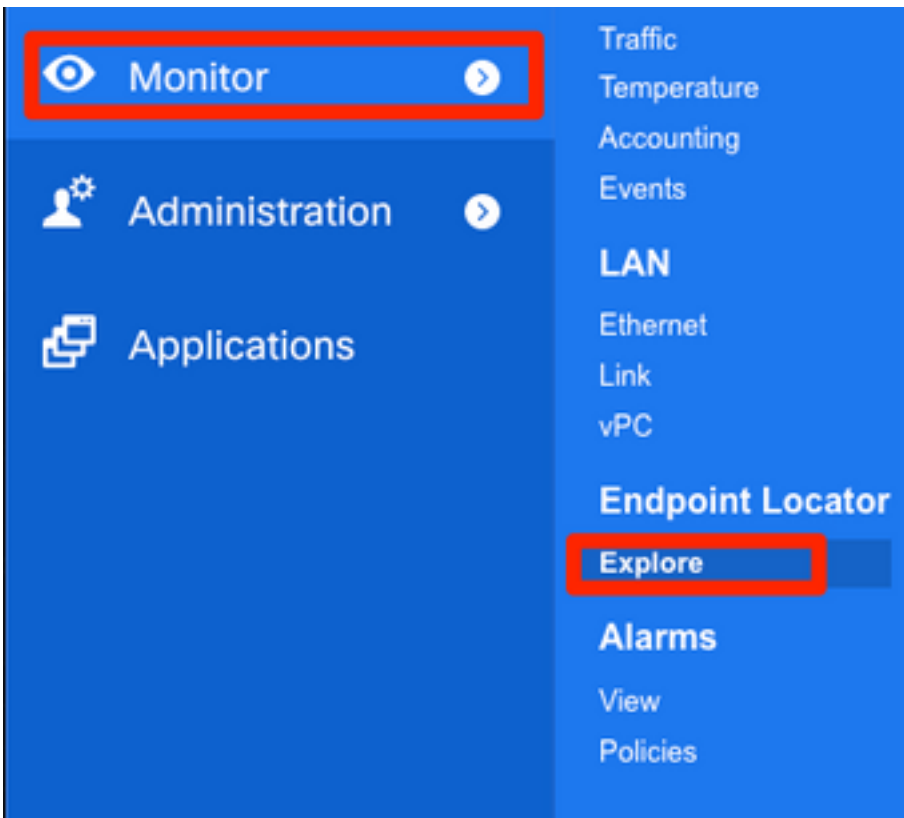 Monitor
Administration
Applications
Traffic
Temperature
Accounting
Events
LAN
Ethernet
Link
vPC
Endpoint Locator
Explore
Alarms
View
Policies